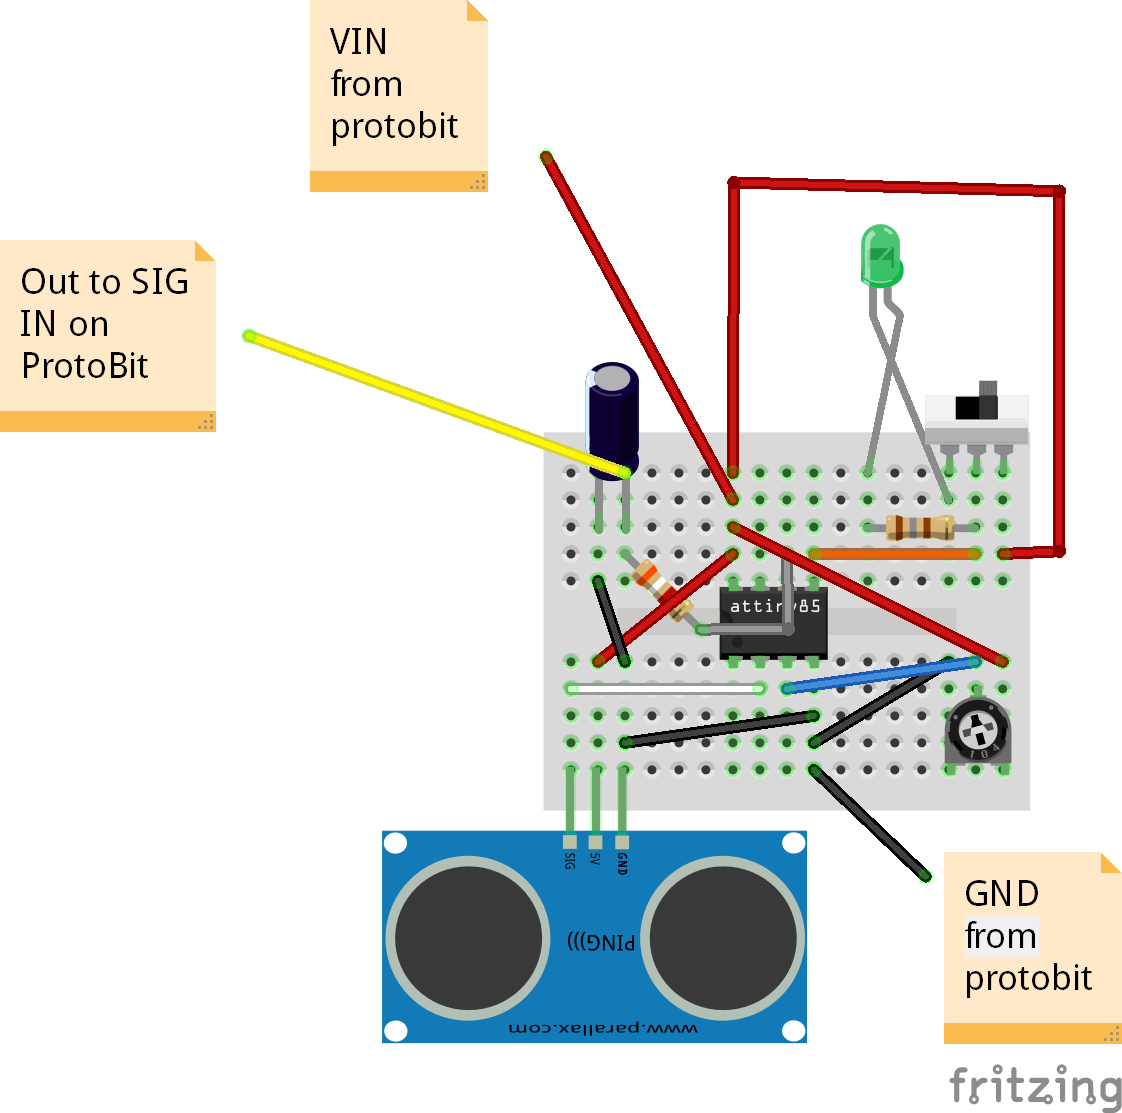 VIN
from
protobit
Out to SIG
IN on
ProtoBit
attiny85
104
SIG
5V
GND
PING)))
www.parallax.com
GND
from
protobit
fritzing